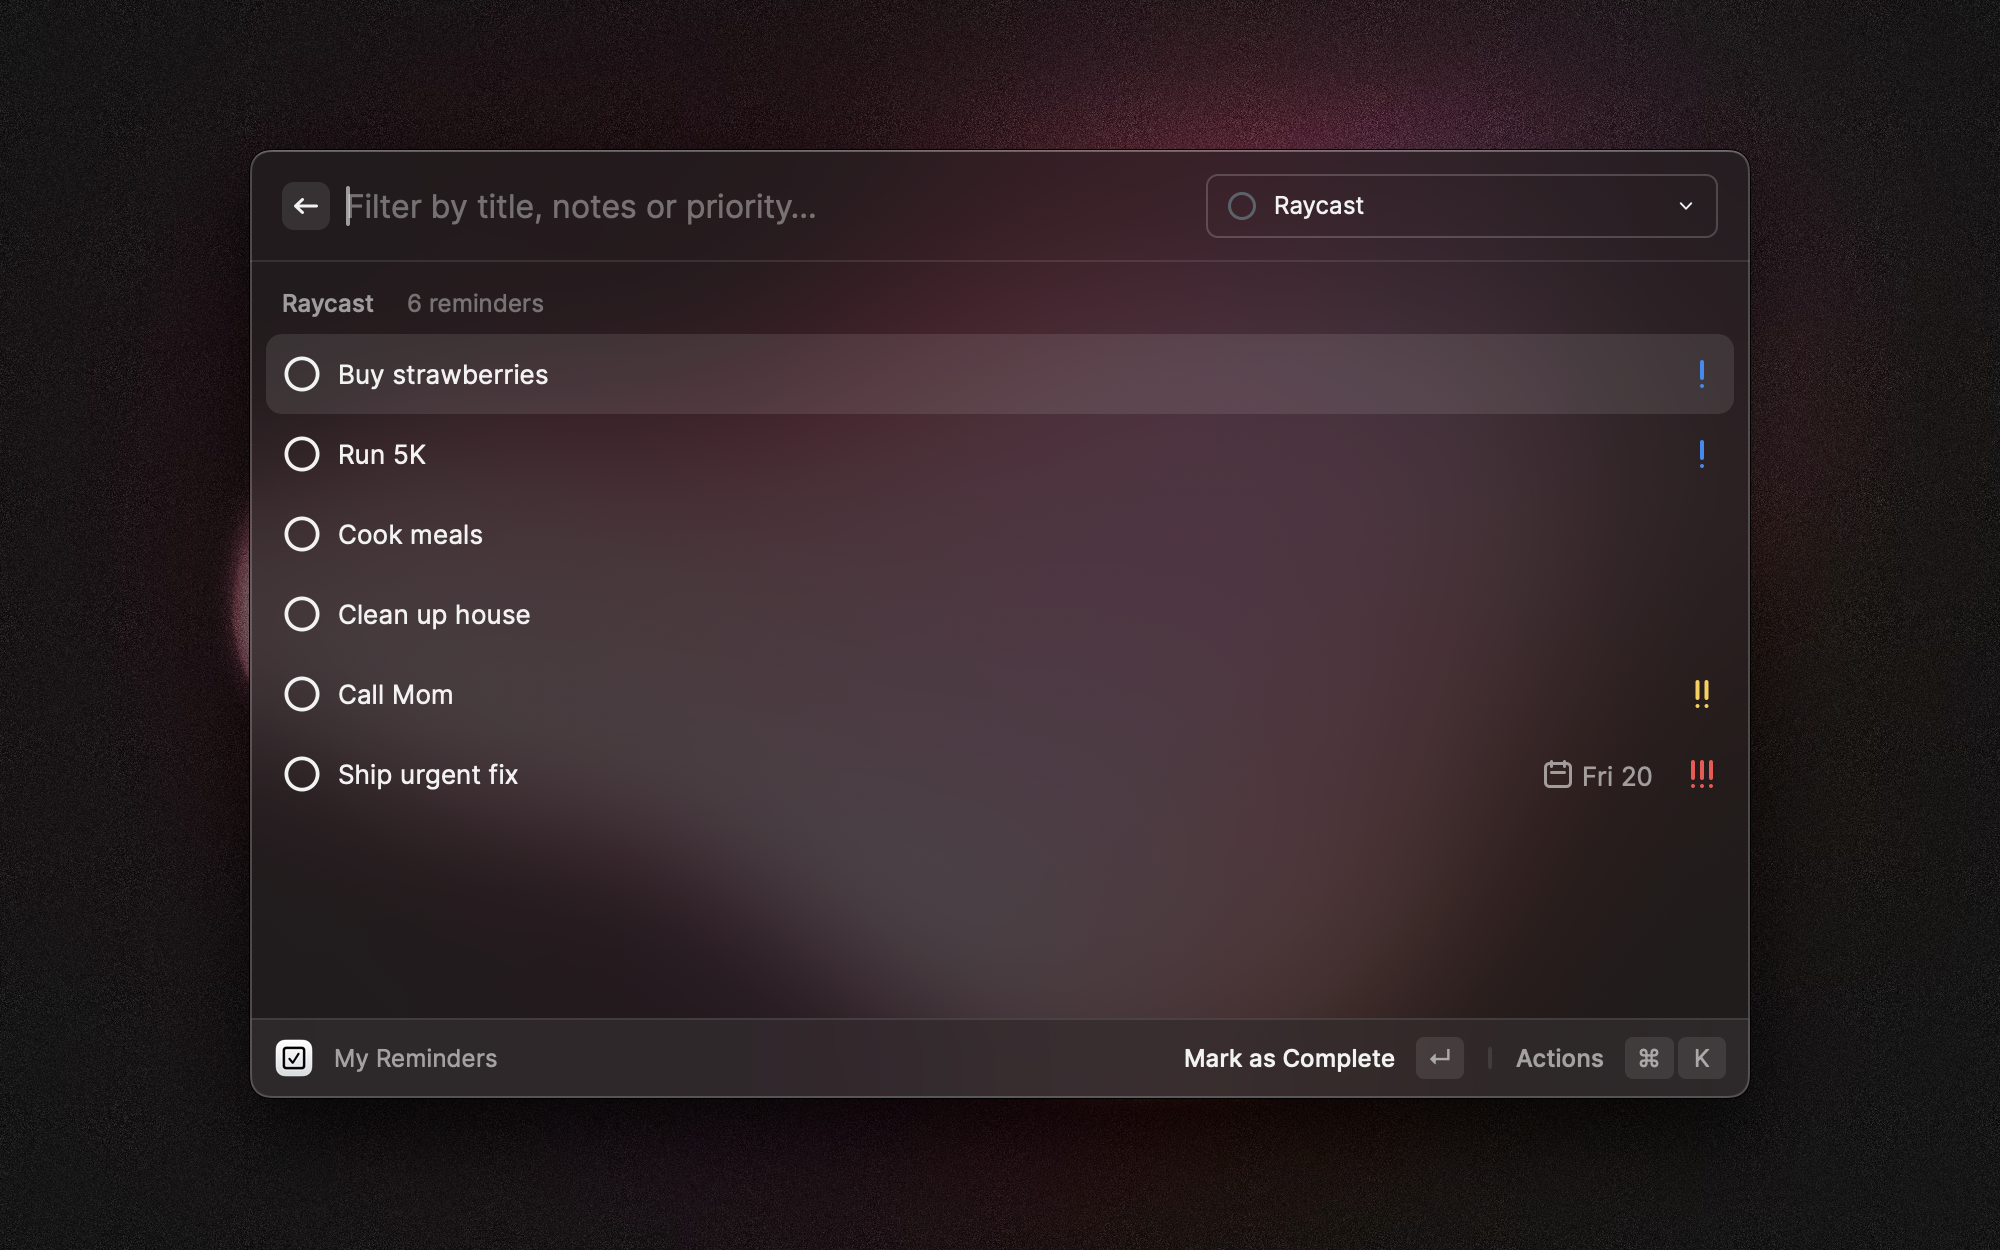 Filter by title, notes or priority...
Raycast
Raycast 6 reminders
Buy strawberries !
Run 5K !
Cook meals
Clean up house
Call Mom !!
Ship urgent fix Fri 20 !!!
My Reminders Mark as Complete ↵ Actions ⌘ K